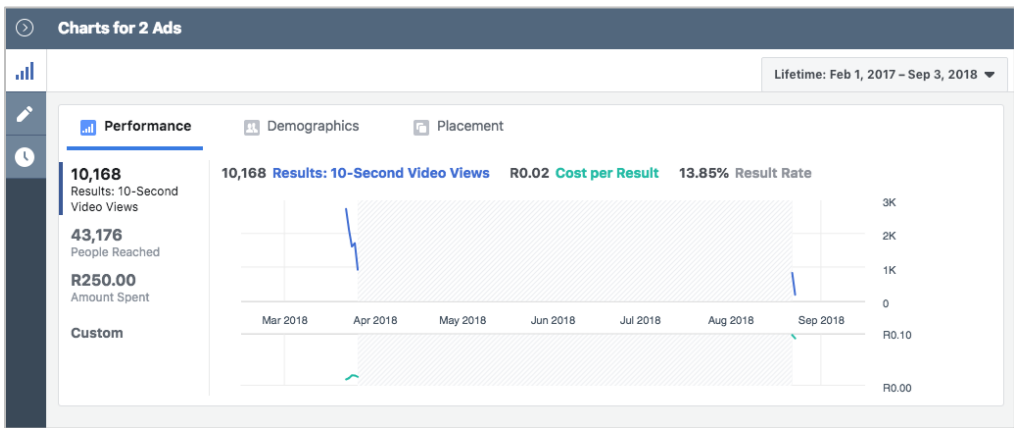 Charts for 2 Ads
Lifetime: Feb 1, 2017 – Sep 3, 2018
Performance
Demographics
Placement
10,168
Results: 10-Second
Video Views
43,176
People Reached
R250.00
Amount Spent
Custom
10,168 Results: 10-Second Video Views R0.02 Cost per Result 13.85% Result Rate
3K
2K
1K
0
Mar 2018 Apr 2018 May 2018 Jun 2018 Jul 2018 Aug 2018 Sep 2018
R0.10
R0.00